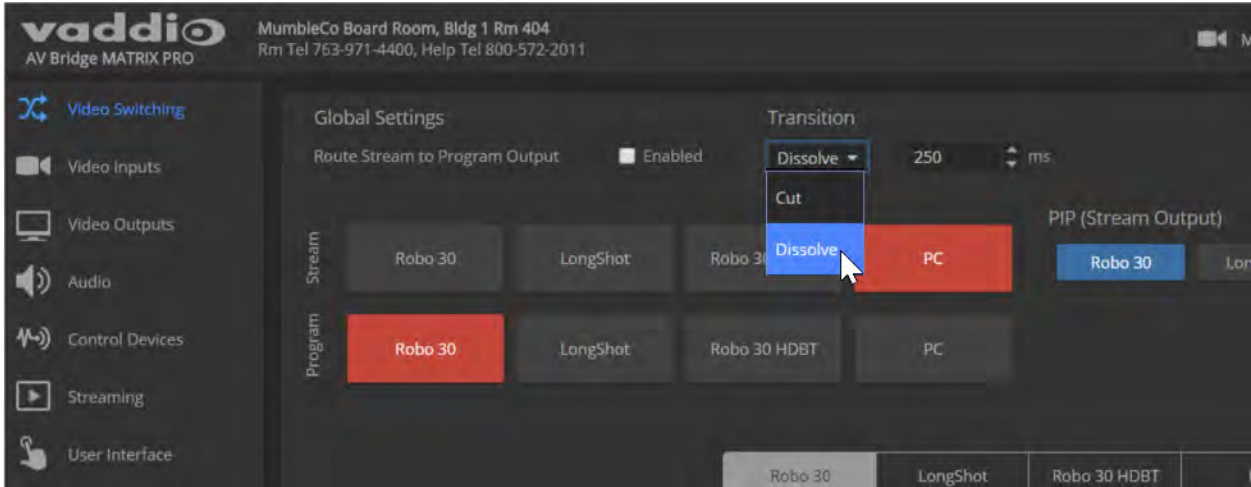 vaddio
AV Bridge MATRIX PRO
MumbleCo Board Room, Bldg 1 Rm 404
Rm Tel 763-971-4400, Help Tel 800-572-2011
M
Video Switching
Video Inputs
Video Outputs
Audio
Control Devices
Streaming
User Interface
Global Settings
Transition
Route Stream to Program Output Enabled Dissolve 250 ms
Cut
Dissolve
PIP (Stream Output)
Robo 30 Lon
Stream
Robo 30 LongShot Robo 30 PC
Program
Robo 30 LongShot Robo 30 HDBT PC
Robo 30 LongShot Robo 30 HDBT